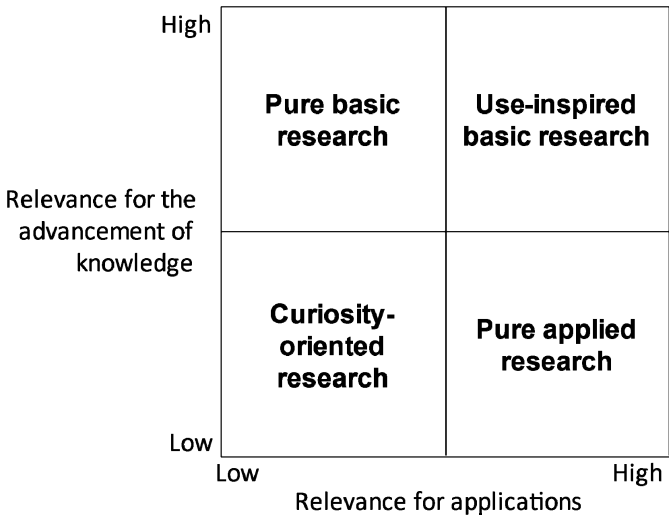 High
Pure basic
research
Use-inspired
basic research
Relevance for the
advancement of
knowledge
Curiosity-
oriented
research
Pure applied
research
Low
Low
High
Relevance for applications